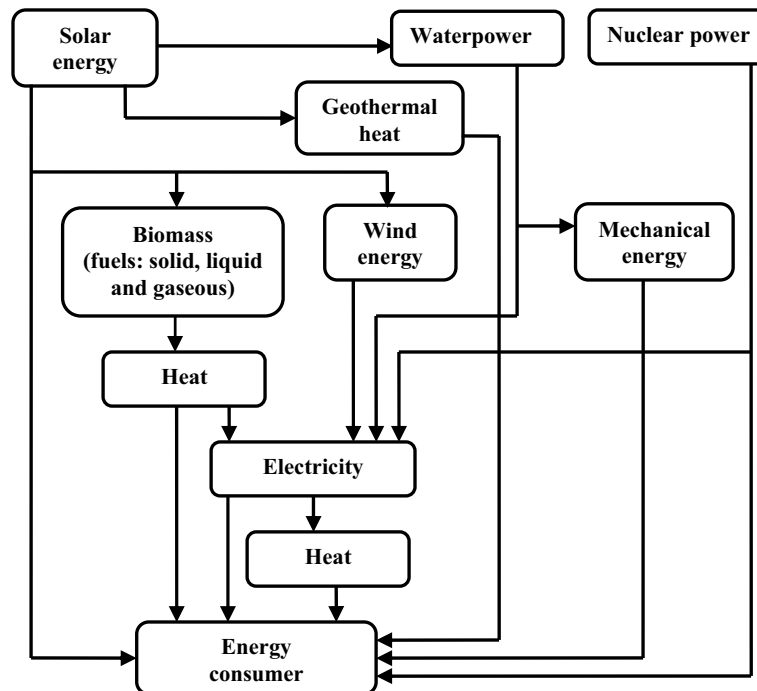 Solar
energy
Waterpower
Nuclear power
Geothermal
heat
Biomass
(fuels: solid, liquid
and gaseous)
Wind
energy
Mechanical
energy
Heat
Electricity
Heat
Energy
consumer